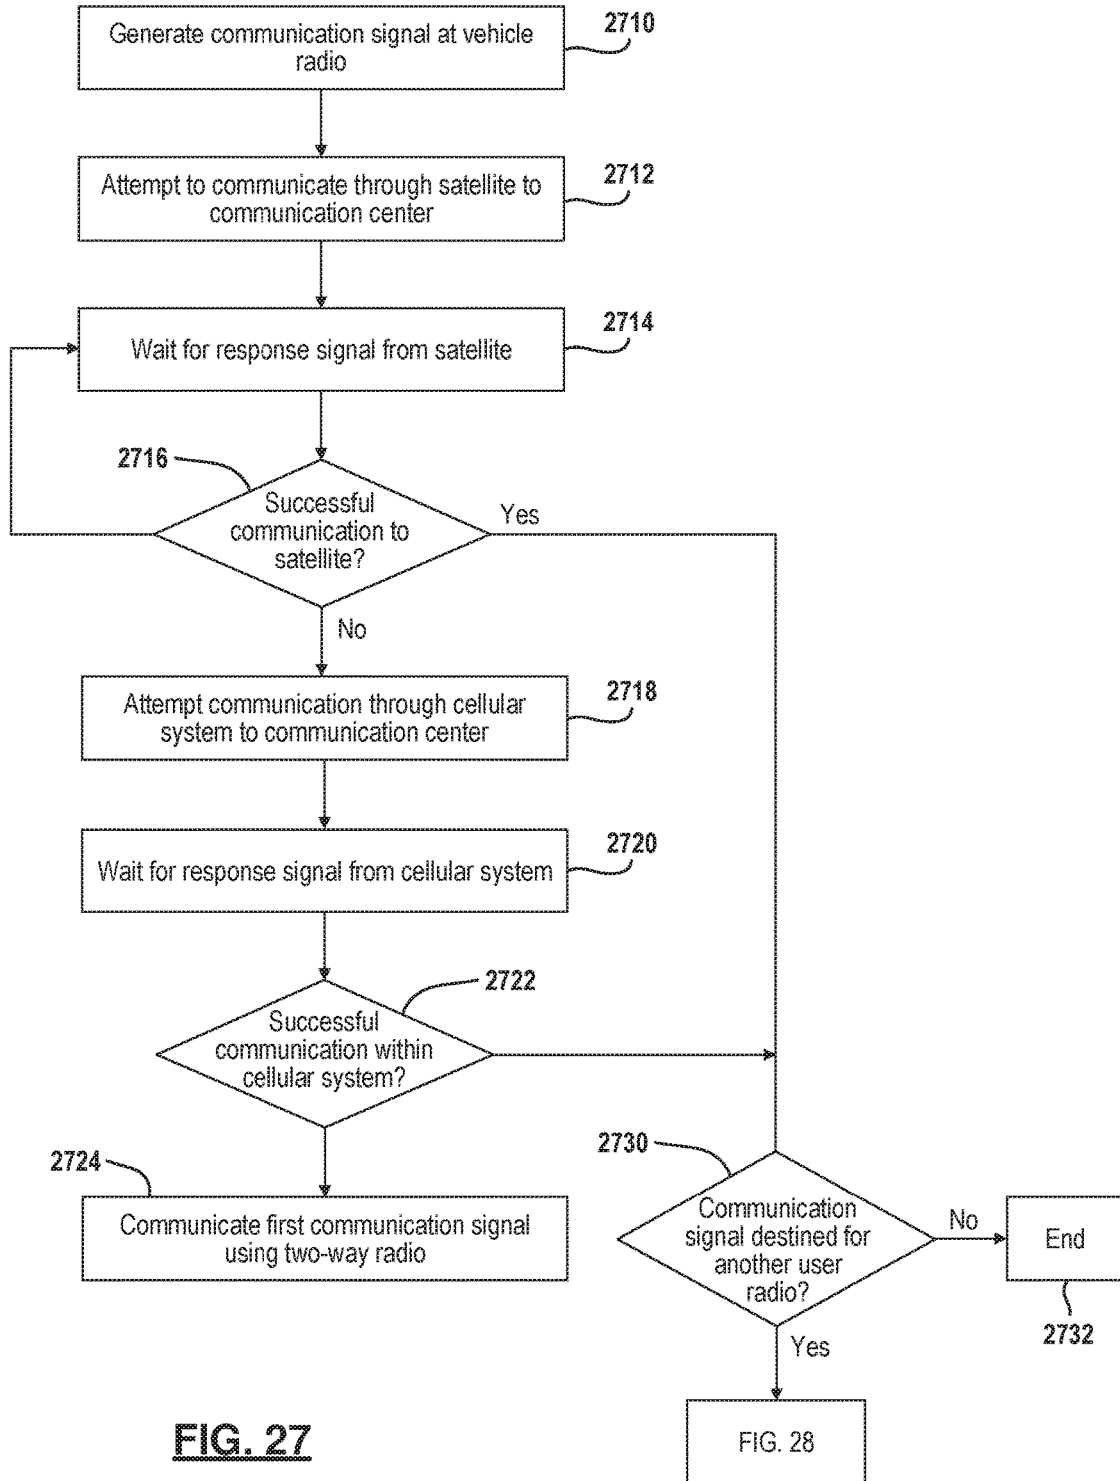 Generate communication signal at vehicle
radio
2710
Attempt to communicate through satellite to
communication center
2712
Wait for response signal from satellite
2714
2716
Successful
communication to
satellite?
Yes
No
Attempt communication through cellular
system to communication center
2718
Wait for response signal from cellular system
2720
2722
Successful
communication within
cellular system?
2724
Communicate first communication signal
using two-way radio
2730
Communication
signal destined for
another user
radio?
No
End
2732
Yes
FIG. 28
FIG. 27